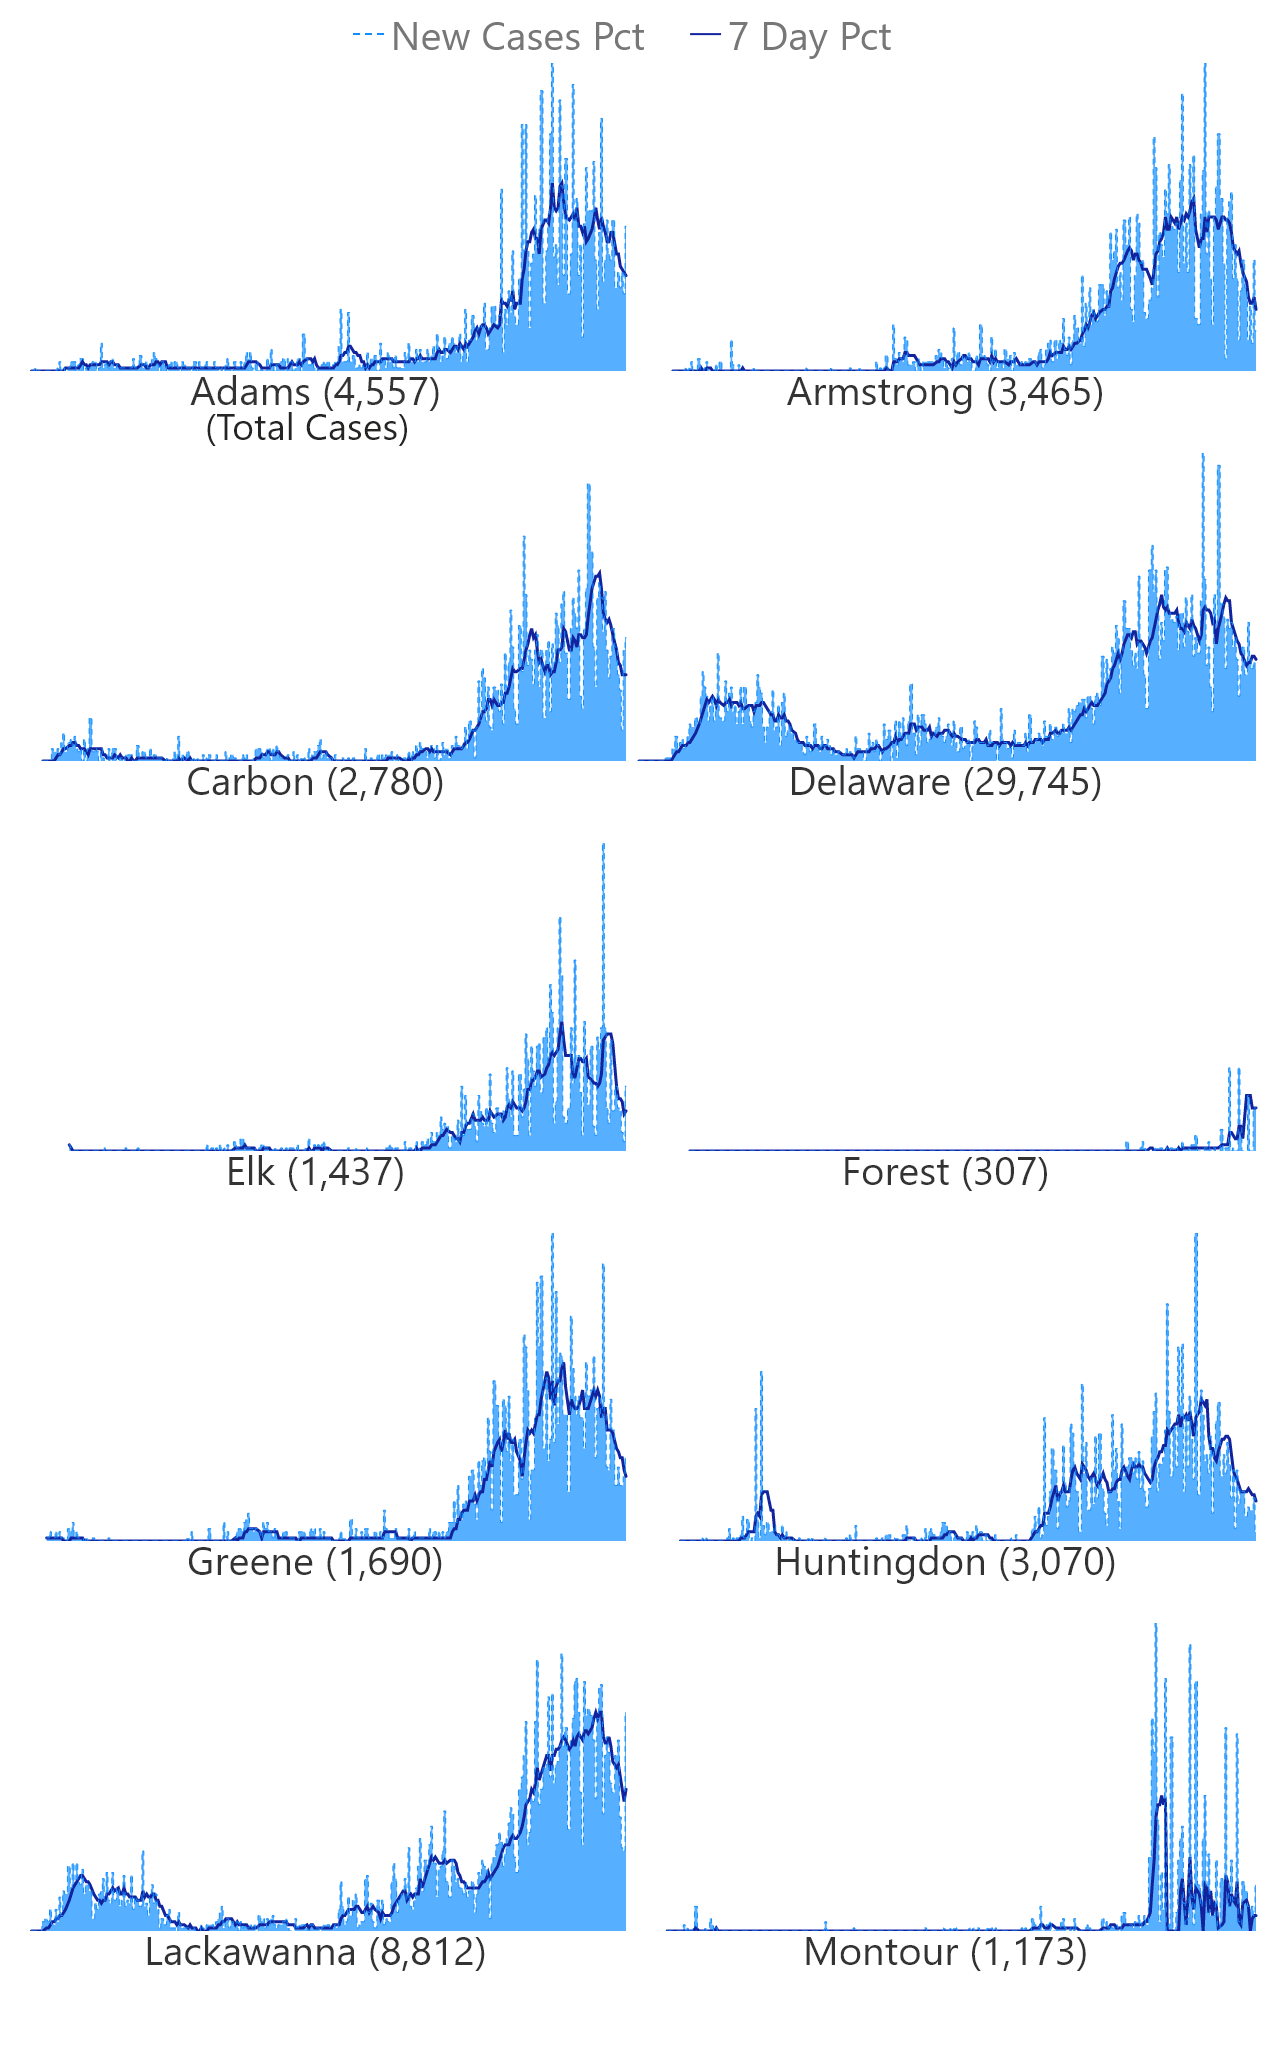 New Cases Pct 7 Day Pct
Adams (4,557) Armstrong (3,465)
(Total Cases)
Carbon (2,780) Delaware (29,745)
Elk (1,437) Forest (307)
Greene (1,690) Huntingdon (3,070)
Lackawanna (8,812) Montour (1,173)